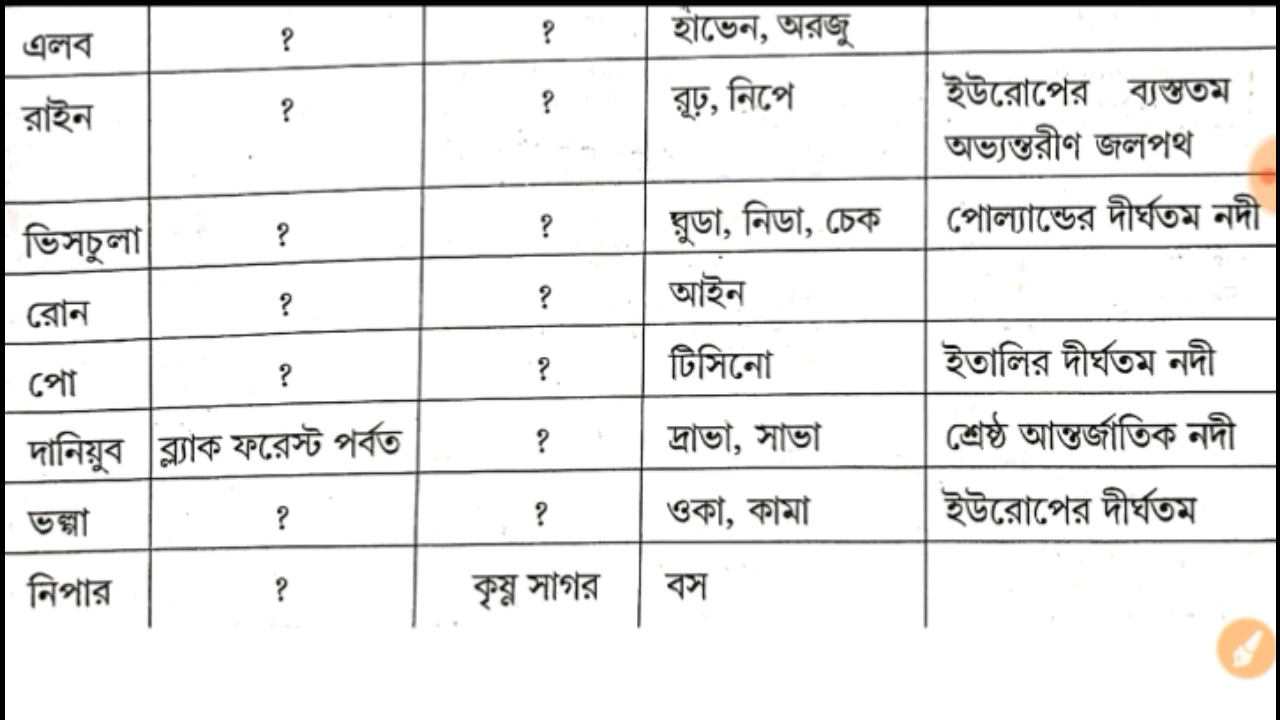 এলব ? ? হাঁভেন, অরজু
রাইন ? ? রূঢ়, নিপে ইউরোপের ব্যস্ততম
অভ্যন্তরীণ জলপথ
ভিসচুলা ? ? ব্রুডা, নিডা, চেক পোল্যান্ডের দীর্ঘতম নদী
রোন ? ? আইন
পো ? ? টিসিনো ইতালির দীর্ঘতম নদী
দানিয়ুব ব্ল্যাক ফরেস্ট পর্বত ? দ্রাভা, সাভা শ্রেষ্ঠ আন্তর্জাতিক নদী
ভল্গা ? ? ওকা, কামা ইউরোপের দীর্ঘতম
নিপার ? কৃষ্ণ সাগর বস